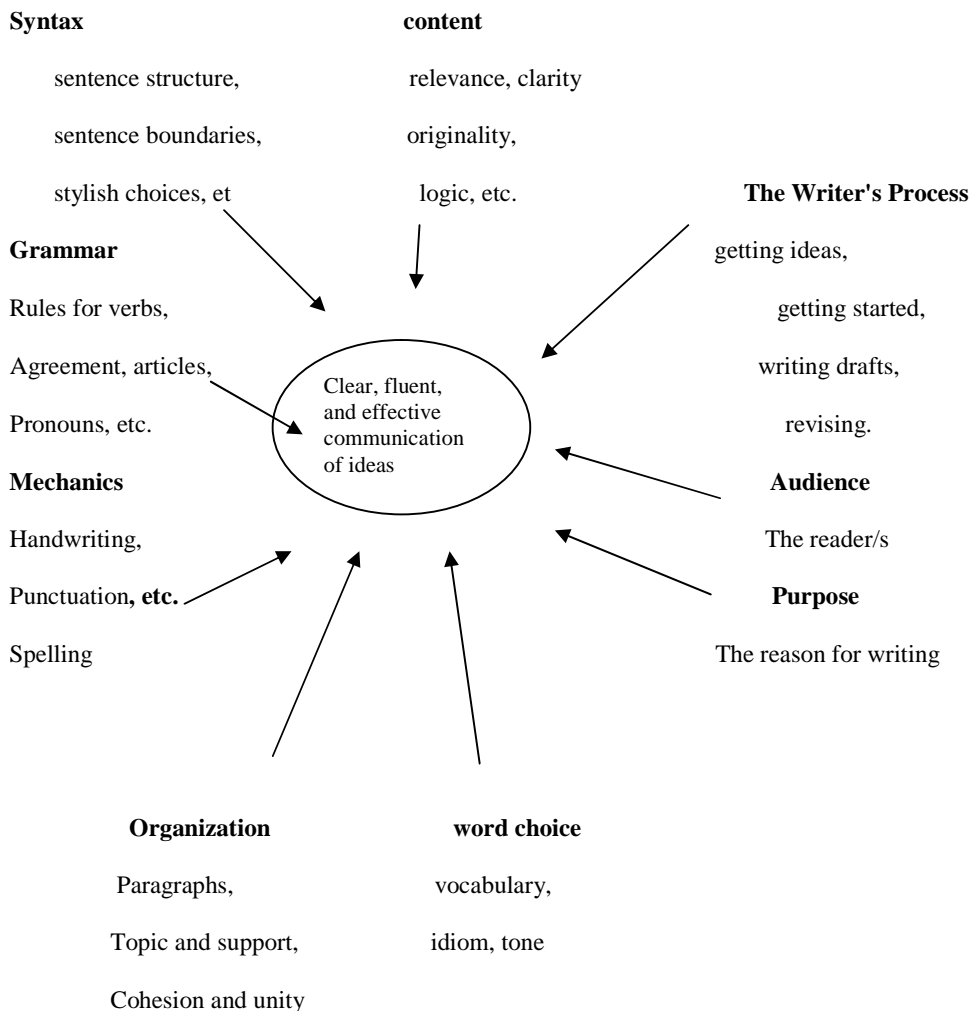 Syntax
sentence structure,
sentence boundaries,
stylish choices, et
content
relevance, clarity
originality,
logic, etc.
The Writer's Process
getting ideas,
getting started,
writing drafts,
revising.
Grammar
Rules for verbs,
Agreement, articles,
Pronouns, etc.
Clear, fluent,
and effective
communication
of ideas
Mechanics
Handwriting,
Punctuation, etc.
Spelling
Audience
The reader/s
Purpose
The reason for writing
Organization
Paragraphs,
Topic and support,
Cohesion and unity
word choice
vocabulary,
idiom, tone